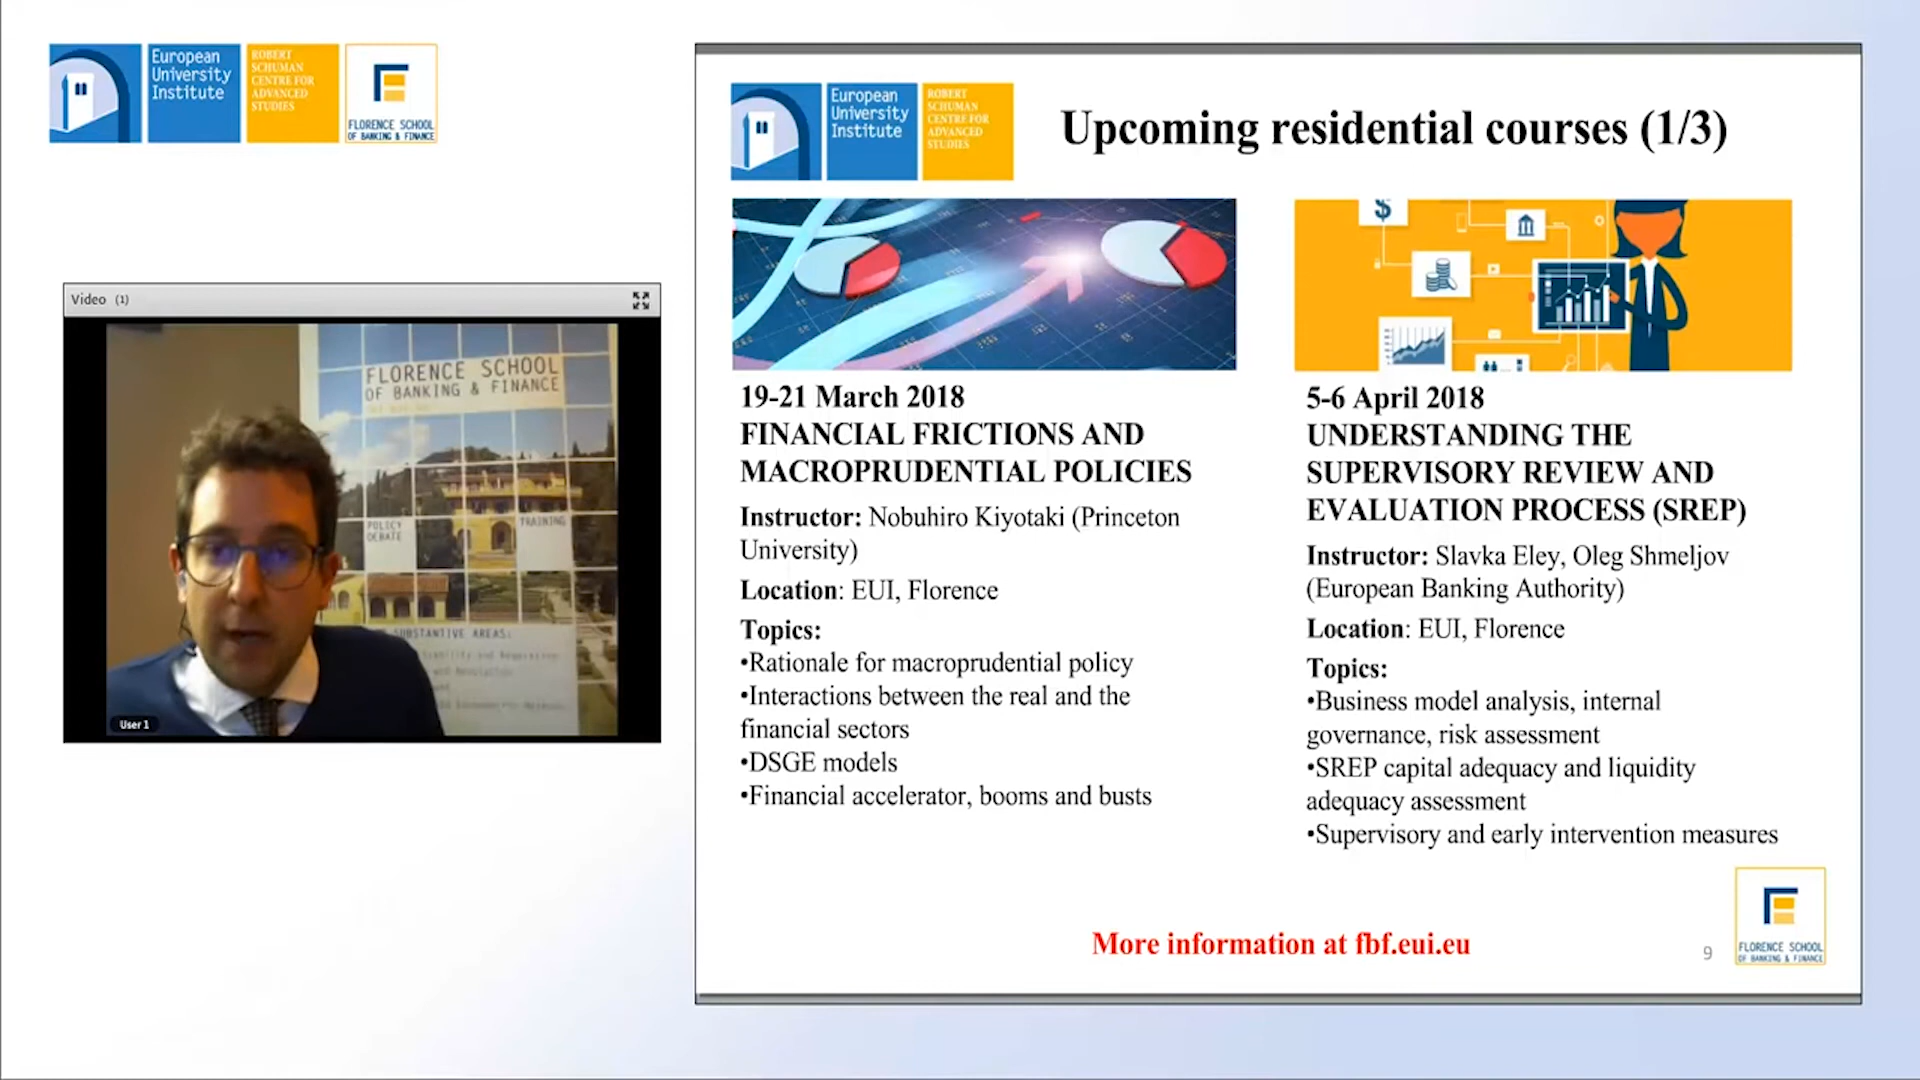 European
University
Institute
ROBERT
SCHUMAN
CENTRE FOR
ADVANCED
STUDIES
FLORENCE SCHOOL
OF BANKING & FINANCE
Video (1)
FLORENCE SCHOOL
OF BANKING & FINANCE
POLICY
DEBATE
TRAINING
SUBSTANTIVE AREAS:
User 1
European
University
Institute
ROBERT
SCHUMAN
CENTRE FOR
ADVANCED
STUDIES
Upcoming residential courses (1/3)
$
19-21 March 2018
FINANCIAL FRICTIONS AND
MACROPRUDENTIAL POLICIES
Instructor: Nobuhiro Kiyotaki (Princeton
University)
Location: EUI, Florence
Topics:
•Rationale for macroprudential policy
•Interactions between the real and the
financial sectors
•DSGE models
•Financial accelerator, booms and busts
5-6 April 2018
UNDERSTANDING THE
SUPERVISORY REVIEW AND
EVALUATION PROCESS (SREP)
Instructor: Slavka Eley, Oleg Shmeljov
(European Banking Authority)
Location: EUI, Florence
Topics:
•Business model analysis, internal
governance, risk assessment
•SREP capital adequacy and liquidity
adequacy assessment
•Supervisory and early intervention measures
More information at fbf.eui.eu
9
FLORENCE SCHOOL
OF BANKING & FINANCE